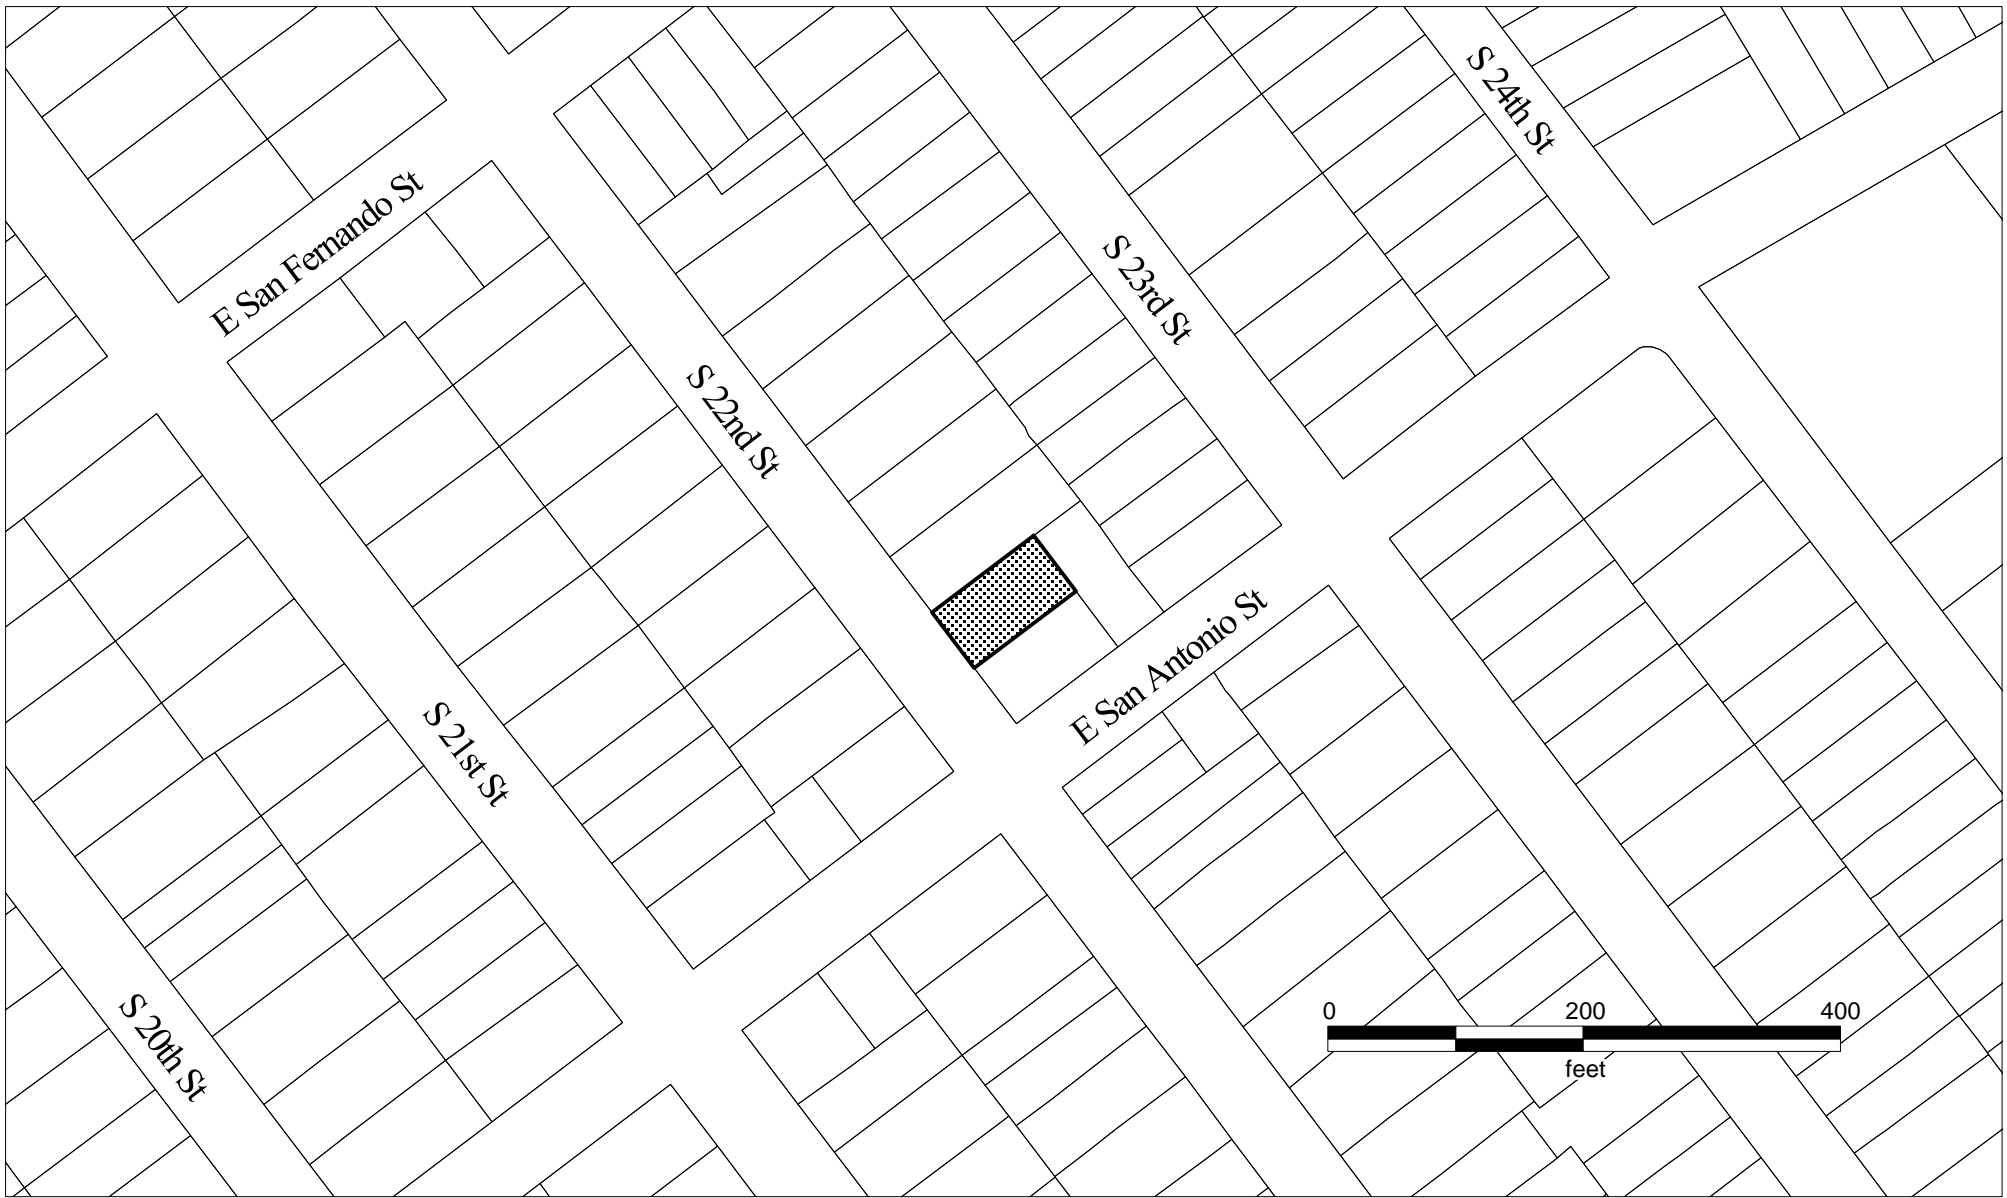 S 24th St
E San Fernando St
S 23rd St
S 22nd St
E San Antonio St
S 21st St
S 20th St
0 200 400
feet